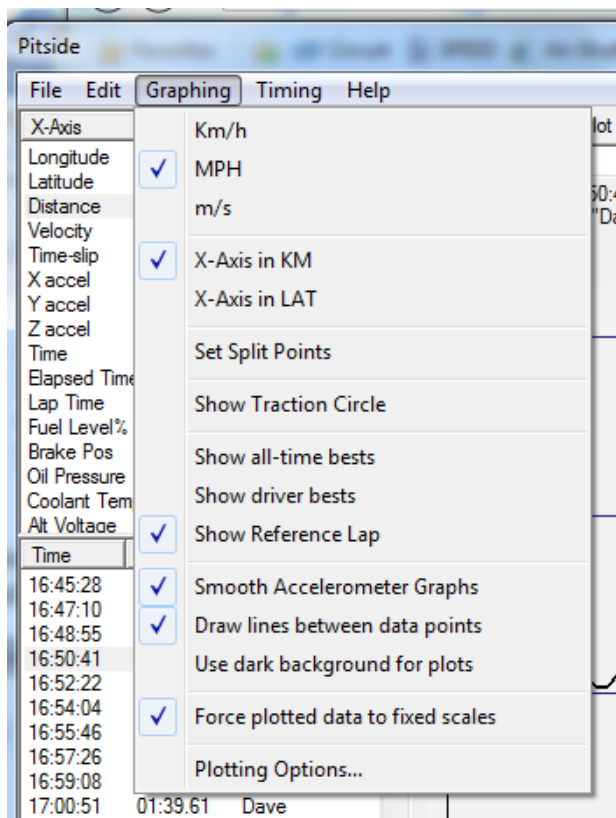 Pitside
File Edit Graphing Timing Help
X-Axis
Longitude
Latitude
Distance
Velocity
Time-slip
X accel
Y accel
Z accel
Time
Elapsed Time
Lap Time
Fuel Level%
Brake Pos
Oil Pressure
Coolant Tem
Alt Voltage
Km/h
MPH
m/s
X-Axis in KM
X-Axis in LAT
Set Split Points
Show Traction Circle
Show all-time bests
Show driver bests
Show Reference Lap
Smooth Accelerometer Graphs
Draw lines between data points
Use dark background for plots
Force plotted data to fixed scales
Plotting Options...
lot
50:4
"Da
Time
16:45:28
16:47:10
16:48:55
16:50:41
16:52:22
16:54:04
16:55:46
16:57:26
16:59:08
17:00:51 01:39.61 Dave